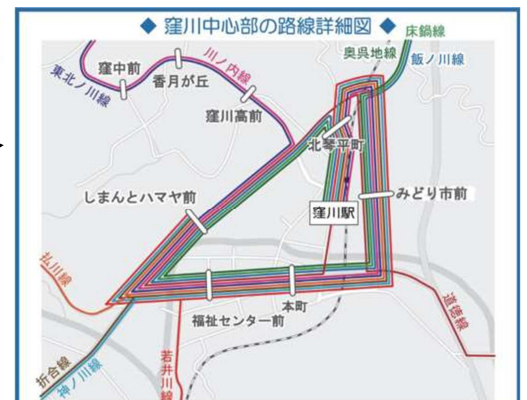 ◆ 窪川中心部の路線詳細図 ◆
床鍋線
奥呉地線
飯ノ川線
川ノ内線
窪中前
東北ノ川線
香月が丘
窪川高前
北琴平町
しまんとハマヤ前
みどり市前
窪川駅
払川線
本町
福祉センター前
道徳線
若井川線
折合線
神ノ川線